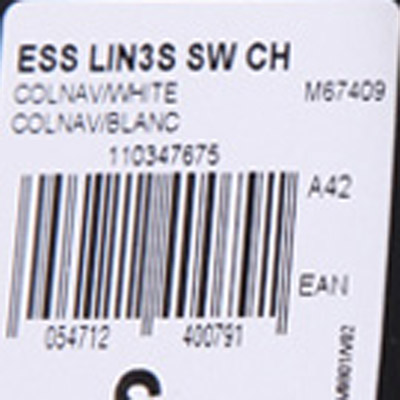 ESS LIN3S SW CH
COLNAV/WHITE M67409
COLNAV/BLANC
110347675
A42
EAN
054712 400791